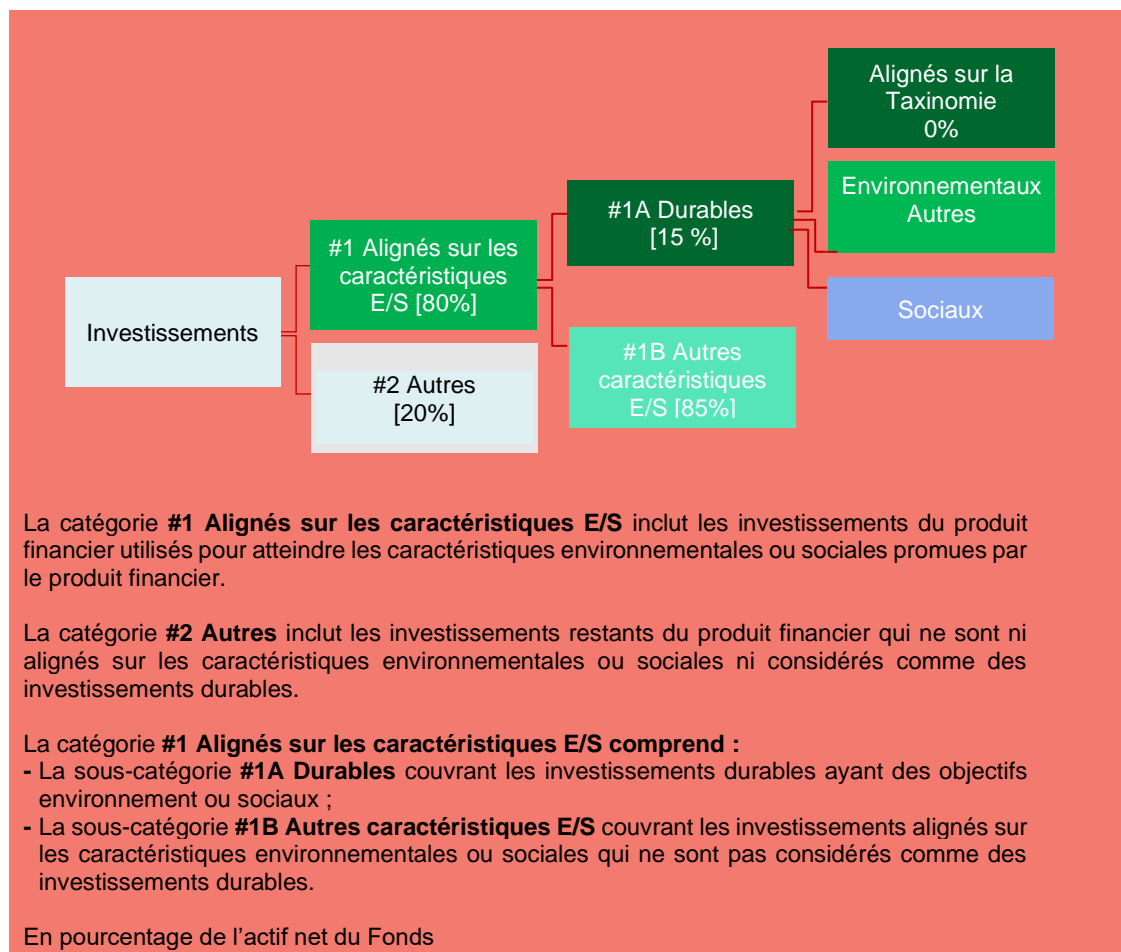 Alignés sur la
Taxinomie
0%
Environnementaux
Autres
#1A Durables
[15 %]
#1 Alignés sur les
caractéristiques
E/S [80%]
Sociaux
Investissements
#1B Autres
caractéristiques
E/S [85%]
#2 Autres
[20%]
La catégorie #1 Alignés sur les caractéristiques E/S inclut les investissements du produit
financier utilisés pour atteindre les caractéristiques environnementales ou sociales promues par
le produit financier.
La catégorie #2 Autres inclut les investissements restants du produit financier qui ne sont ni
alignés sur les caractéristiques environnementales ou sociales ni considérés comme des
investissements durables.
La catégorie #1 Alignés sur les caractéristiques E/S comprend :
- La sous-catégorie #1A Durables couvrant les investissements durables ayant des objectifs
environnement ou sociaux ;
- La sous-catégorie #1B Autres caractéristiques E/S couvrant les investissements alignés sur
les caractéristiques environnementales ou sociales qui ne sont pas considérés comme des
investissements durables.
En pourcentage de l'actif net du Fonds